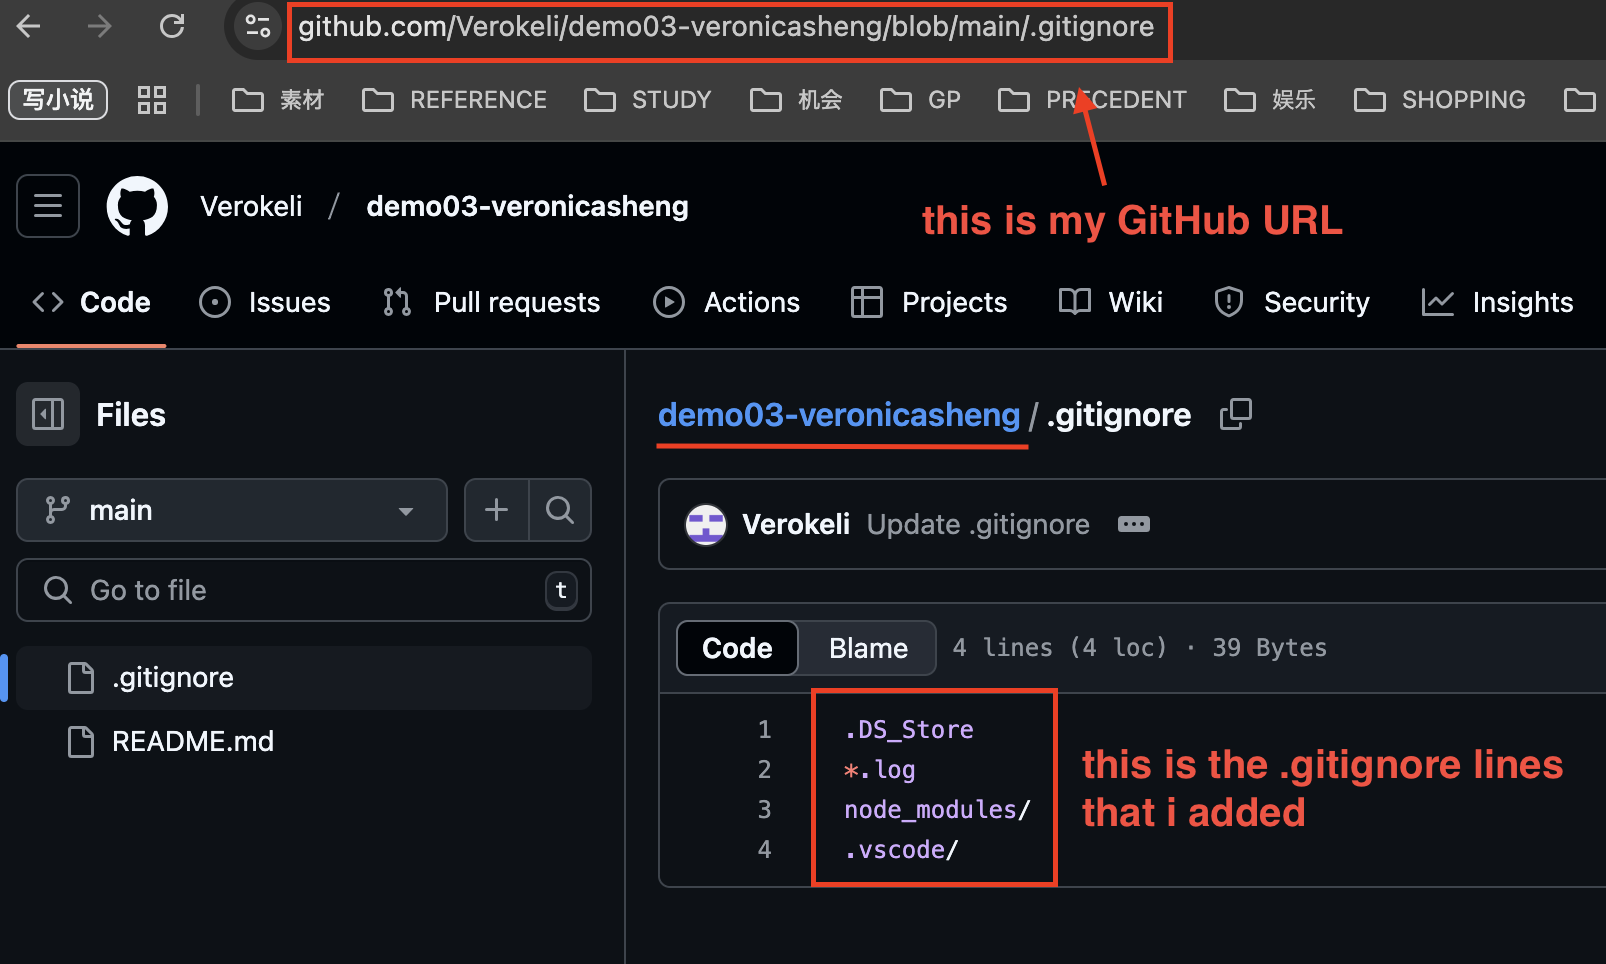 github.com/Verokeli/demo03-veronicasheng/blob/main/.gitignore
写小说 素材 REFERENCE STUDY 机会 GP PRECEDENT 娱乐 SHOPPING
Verokeli / demo03-veronicasheng
this is my GitHub URL
Code Issues Pull requests Actions Projects Wiki Security Insights
Files
main
Go to file t
.gitignore
README.md
demo03-veronicasheng / .gitignore
Verokeli Update .gitignore
Code Blame 4 lines (4 loc) · 39 Bytes
1 .DS_Store
2 *.log
3 node_modules/
4 .vscode/
this is the .gitignore lines
that i added